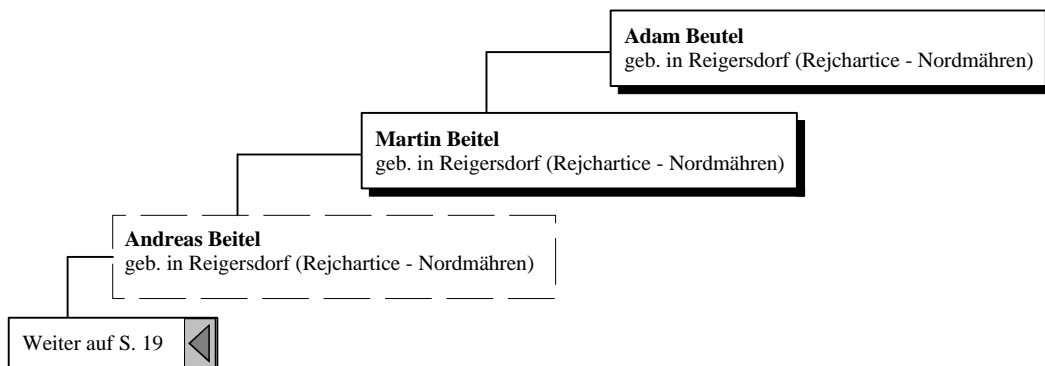 Adam Beutel
geb. in Reigersdorf (Rejchartice - Nordmähren)
Martin Beitel
geb. in Reigersdorf (Rejchartice - Nordmähren)
Andreas Beitel
geb. in Reigersdorf (Rejchartice - Nordmähren)
Weiter auf S. 19